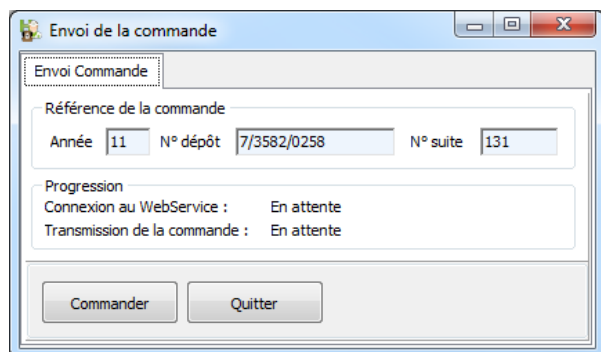 Envoi de la commande
Envoi Commande
Référence de la commande
Année 11 N° dépôt 7/3582/0258 N° suite 131
Progression
Connexion au WebService : En attente
Transmission de la commande : En attente
Commander Quitter